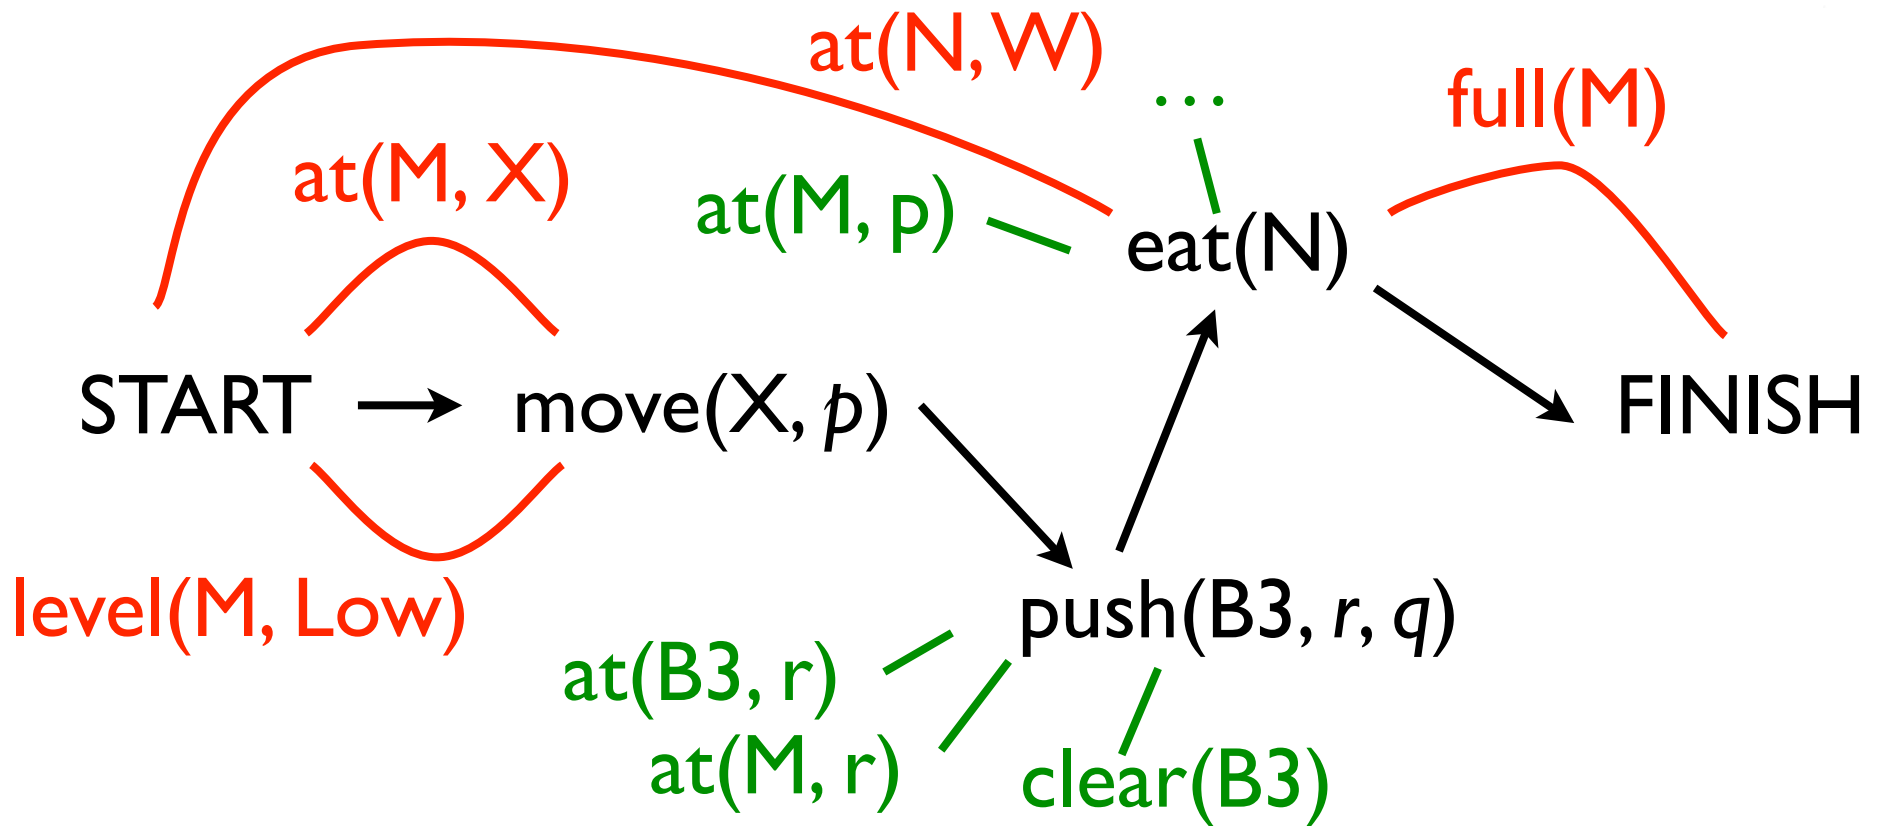 at(N, W)
...
full(M)
at(M, X)
at(M, p)
eat(N)
START
move(X, p)
FINISH
level(M, Low)
push(B3, r, q)
at(B3, r)
at(M, r)
clear(B3)